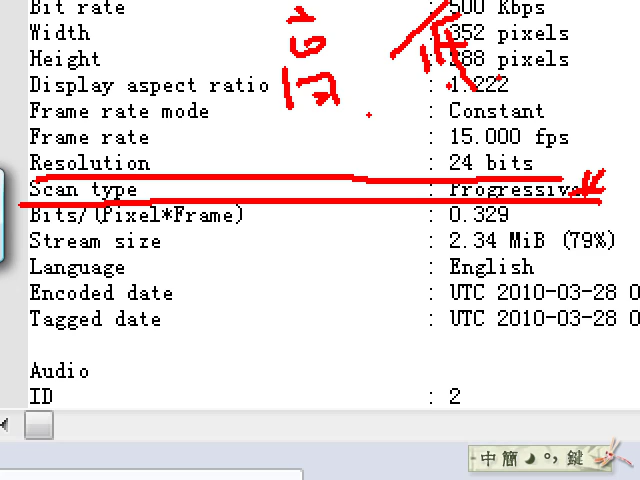 Bit rate : 500 Kbps
Width : 352 pixels
Height : 288 pixels
Display aspect ratio : 1.222
Frame rate mode : Constant
Frame rate : 15.000 fps
Resolution : 24 bits
Scan type : Progressive
Bits/(Pixel*Frame) : 0.329
Stream size : 2.34 MiB (79%)
Language : English
Encoded date : UTC 2010-03-28 0
Tagged date : UTC 2010-03-28 0
Audio
ID : 2
高 低
中 簡 鍵